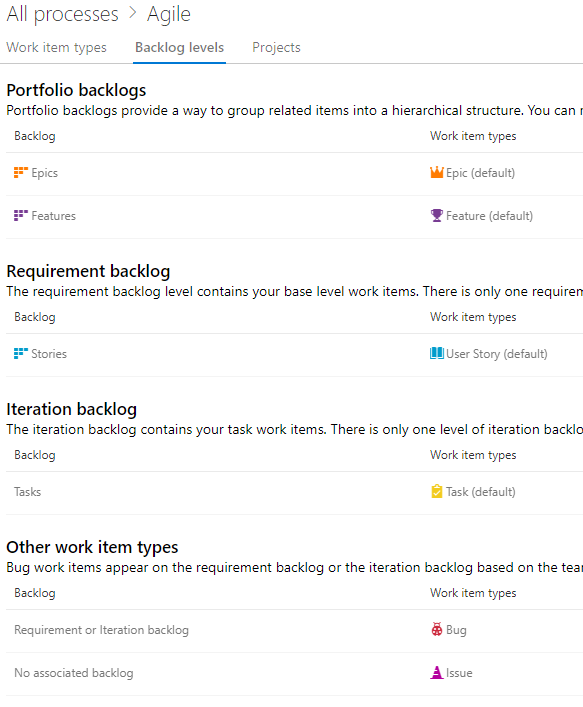 All processes > Agile
Work item types Backlog levels Projects
Portfolio backlogs
Portfolio backlogs provide a way to group related items into a hierarchical structure. You can
Backlog Work item types
Epics Epic (default)
Features Feature (default)
Requirement backlog
The requirement backlog level contains your base level work items. There is only one
Backlog Work item types
Stories User Story (default)
Iteration backlog
The iteration backlog contains your task work items. There is only one level of iteration
Backlog Work item types
Tasks Task (default)
Other work item types
Bug work items appear on the requirement backlog or the iteration backlog based on the
Backlog Work item types
Requirement or Iteration backlog Bug
No associated backlog Issue